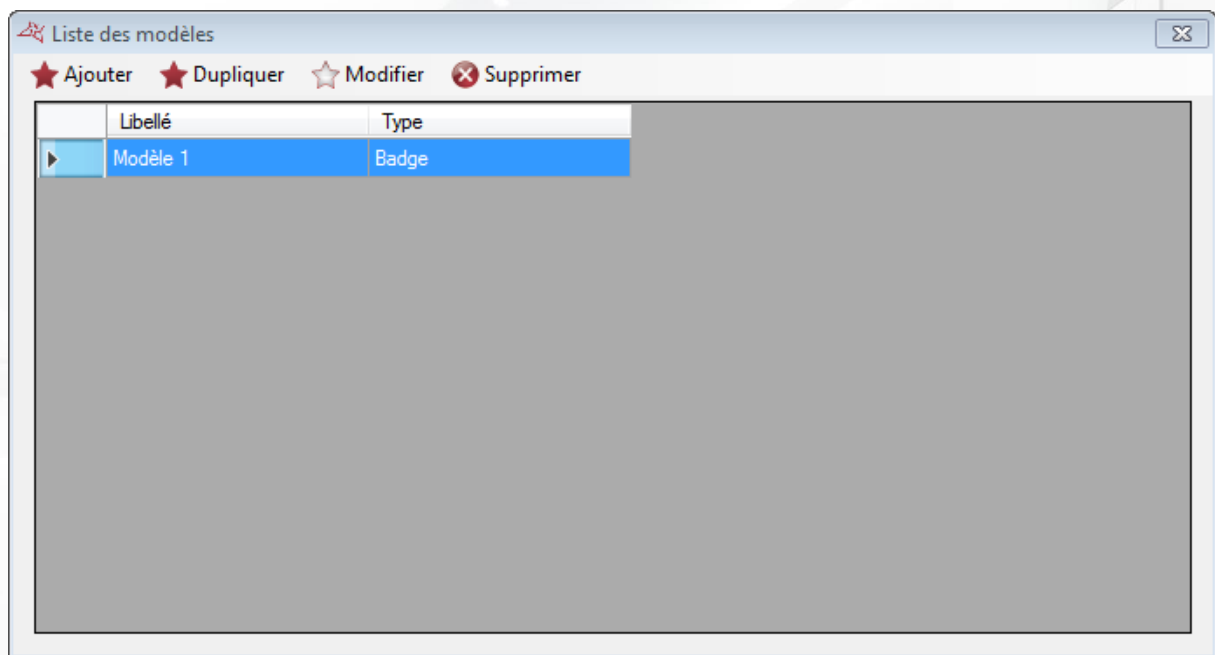 Liste des modèles
Ajouter Dupliquer Modifier Supprimer
Libellé Type
Modèle 1 Badge